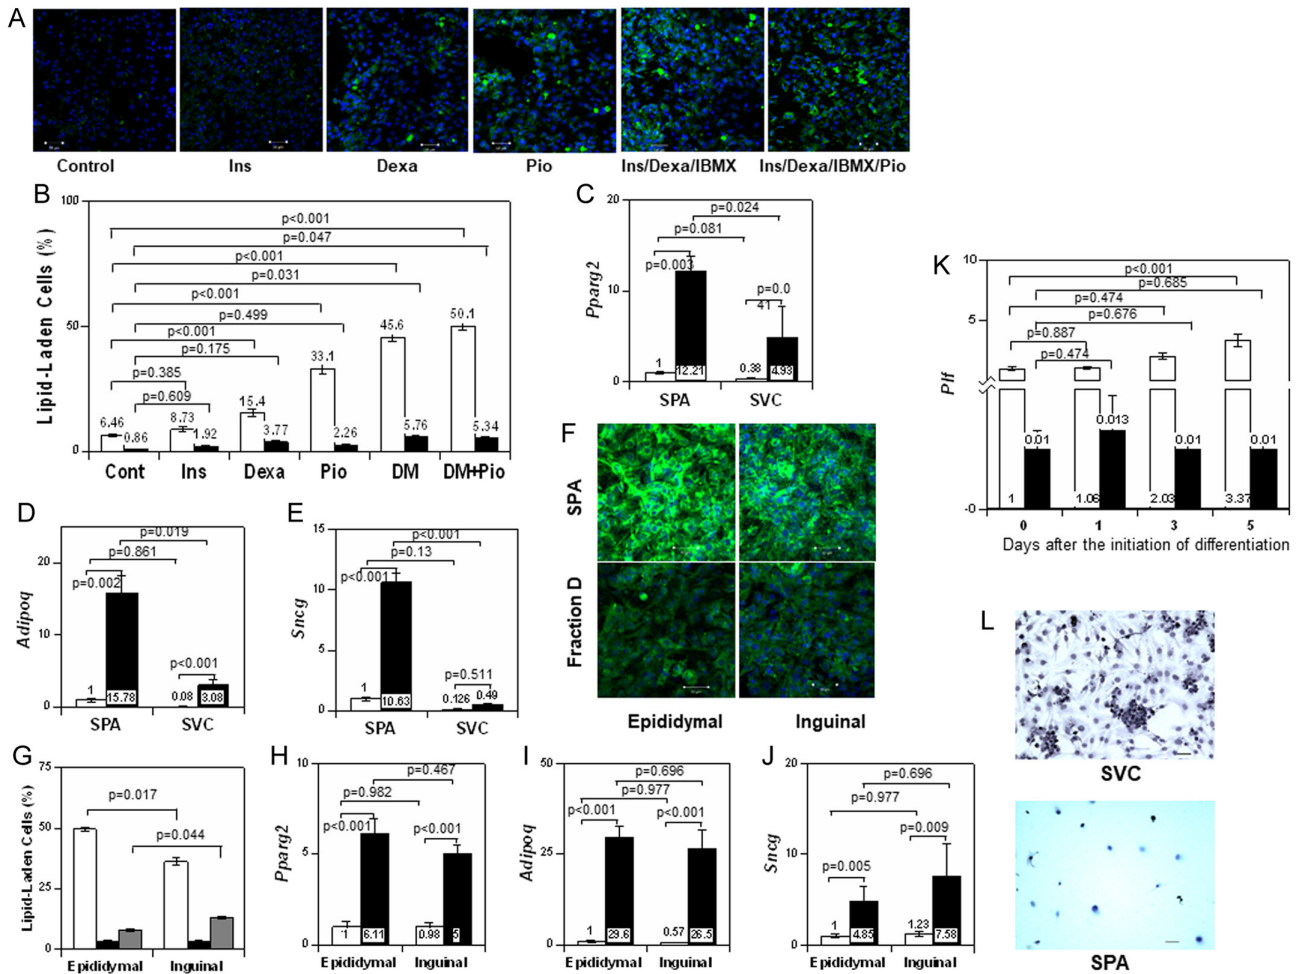 A
Control
Ins
Dexa
Pio
Ins/Dexa/IBMX
Ins/Dexa/IBMX/Pio
B
Lipid-Laden Cells (%)
100
50
0
p<0.001
p=0.047
p<0.001
p=0.031
p<0.001
p=0.499
p<0.001
p=0.175
p=0.385
p=0.609
6.46
0.86
8.73
1.92
15.4
3.77
33.1
2.26
45.6
5.76
50.1
5.34
Cont
Ins
Dexa
Pio
DM
DM+Pio
C
Pparg2
20
10
0
p=0.024
p=0.081
p=0.003
p=0.0
41
1
12.21
0.38
4.93
SPA
SVC
D
Adipoq
20
0
p=0.019
p=0.861
p=0.002
p<0.001
1
15.78
0.08
3.08
SPA
SVC
E
Sncg
15
10
5
0
p<0.001
p=0.13
p<0.001
p=0.511
1
10.63
0.126
0.49
SPA
SVC
F
SPA
Fraction D
Epididymal
Inguinal
G
Lipid-Laden Cells (%)
75
50
25
0
p=0.017
p=0.044
Epididymal
Inguinal
H
Pparg2
10
5
0
p=0.467
p=0.982
p<0.001
p<0.001
1
6.11
0.98
5
Epididymal
Inguinal
I
Adipoq
50
25
0
p=0.696
p=0.977
p<0.001
p<0.001
1
29.6
0.57
26.5
Epididymal
Inguinal
J
Sncg
20
10
0
p=0.696
p=0.977
p=0.009
p=0.005
1
4.85
1.23
7.58
Epididymal
Inguinal
K
Plf
10
5
-0
p<0.001
p=0.685
p=0.474
p=0.676
p=0.887
p=0.474
0.01
0.013
0.01
0.01
1
1.06
2.03
3.37
0
1
3
5
Days after the initiation of differentiation
L
SVC
SPA